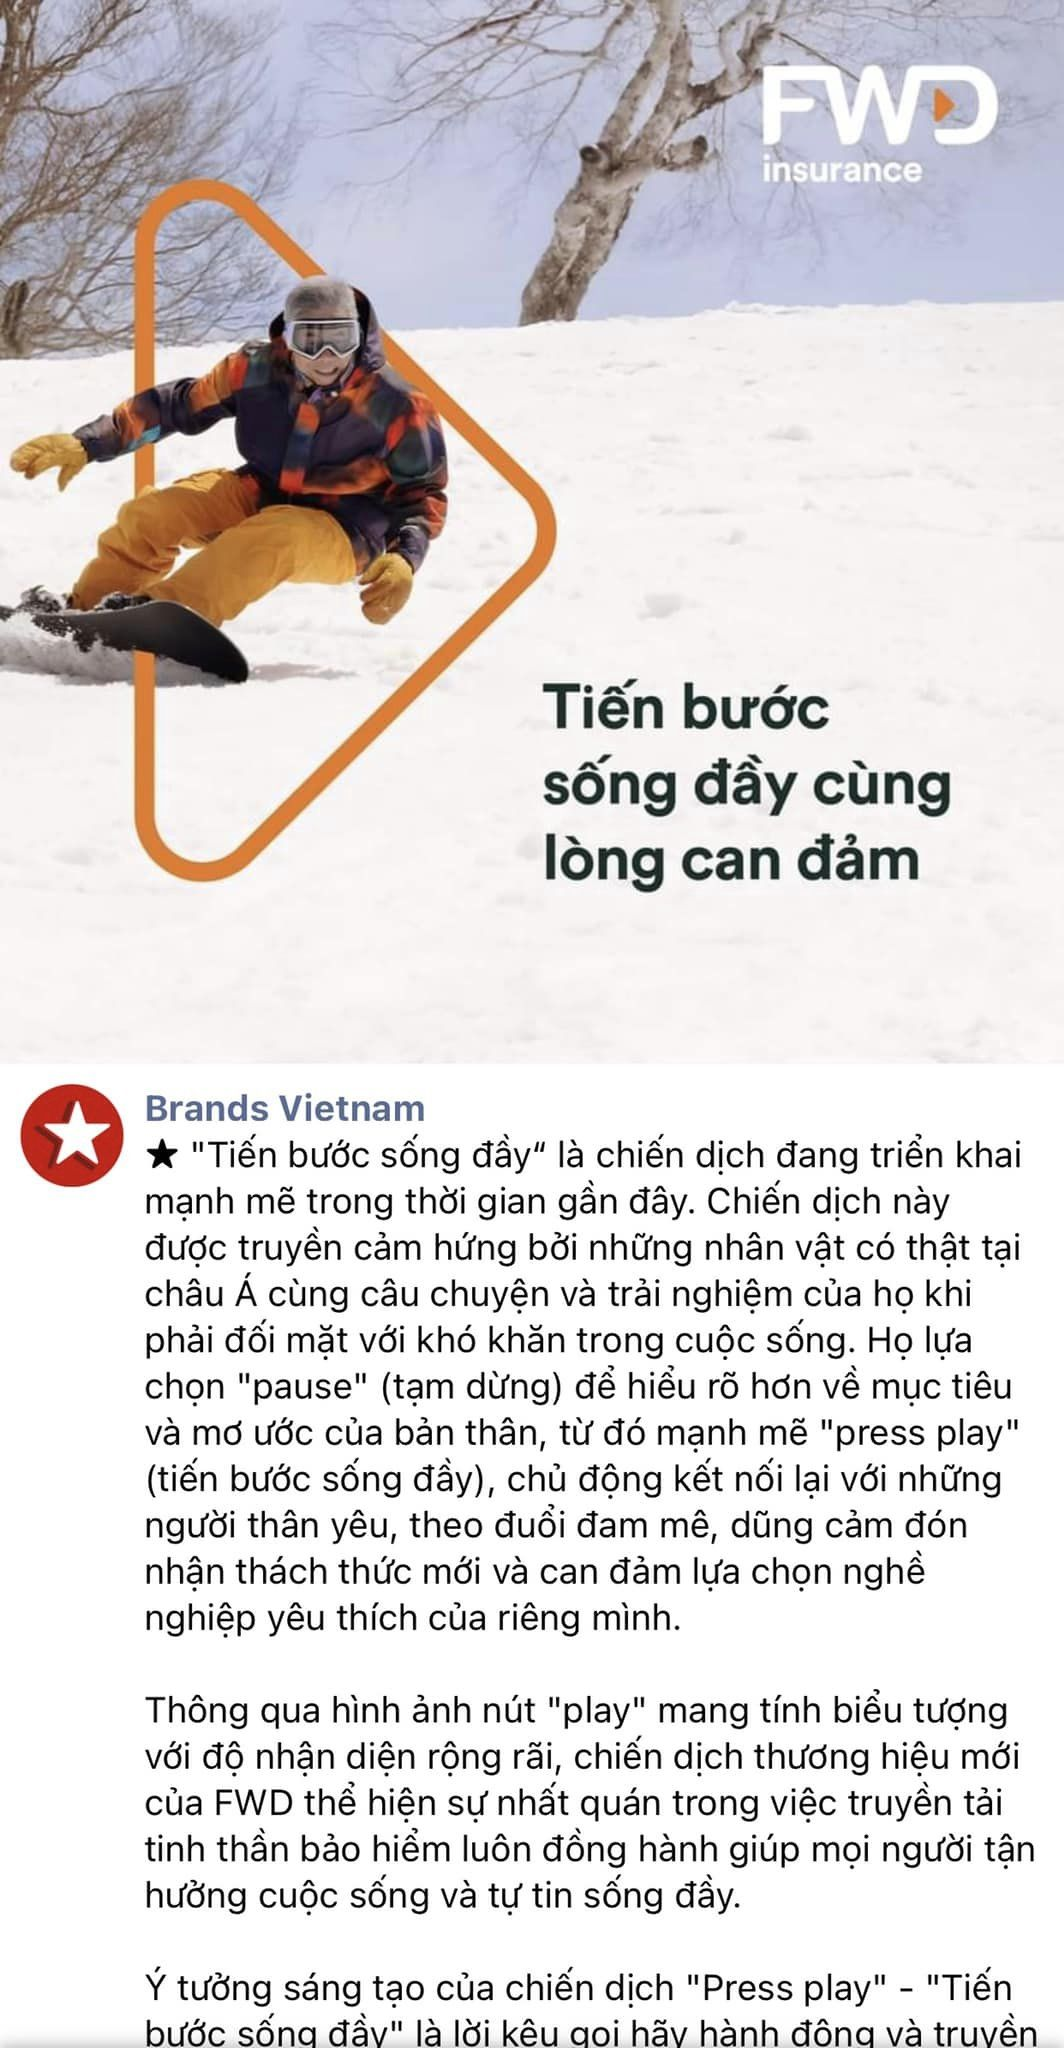 FWD
insurance
Tiến bước
sống đầy cùng
lòng can đảm
Brands Vietnam
★ "Tiến bước sống đầy“ là chiến dịch đang triển khai
mạnh mẽ trong thời gian gần đây. Chiến dịch này
được truyền cảm hứng bởi những nhân vật có thật tại
châu Á cùng câu chuyện và trải nghiệm của họ khi
phải đối mặt với khó khăn trong cuộc sống. Họ lựa
chọn "pause" (tạm dừng) để hiểu rõ hơn về mục tiêu
và mơ ước của bản thân, từ đó mạnh mẽ "press play"
(tiến bước sống đầy), chủ động kết nối lại với những
người thân yêu, theo đuổi đam mê, dũng cảm đón
nhận thách thức mới và can đảm lựa chọn nghề
nghiệp yêu thích của riêng mình.
Thông qua hình ảnh nút "play" mang tính biểu tượng
với độ nhận diện rộng rãi, chiến dịch thương hiệu mới
của FWD thể hiện sự nhất quán trong việc truyền tải
tinh thần bảo hiểm luôn đồng hành giúp mọi người tận
hưởng cuộc sống và tự tin sống đầy.
Ý tưởng sáng tạo của chiến dịch "Press play" - "Tiến
bước sống đầy" là lời kêu gọi hãy hành động và truyền